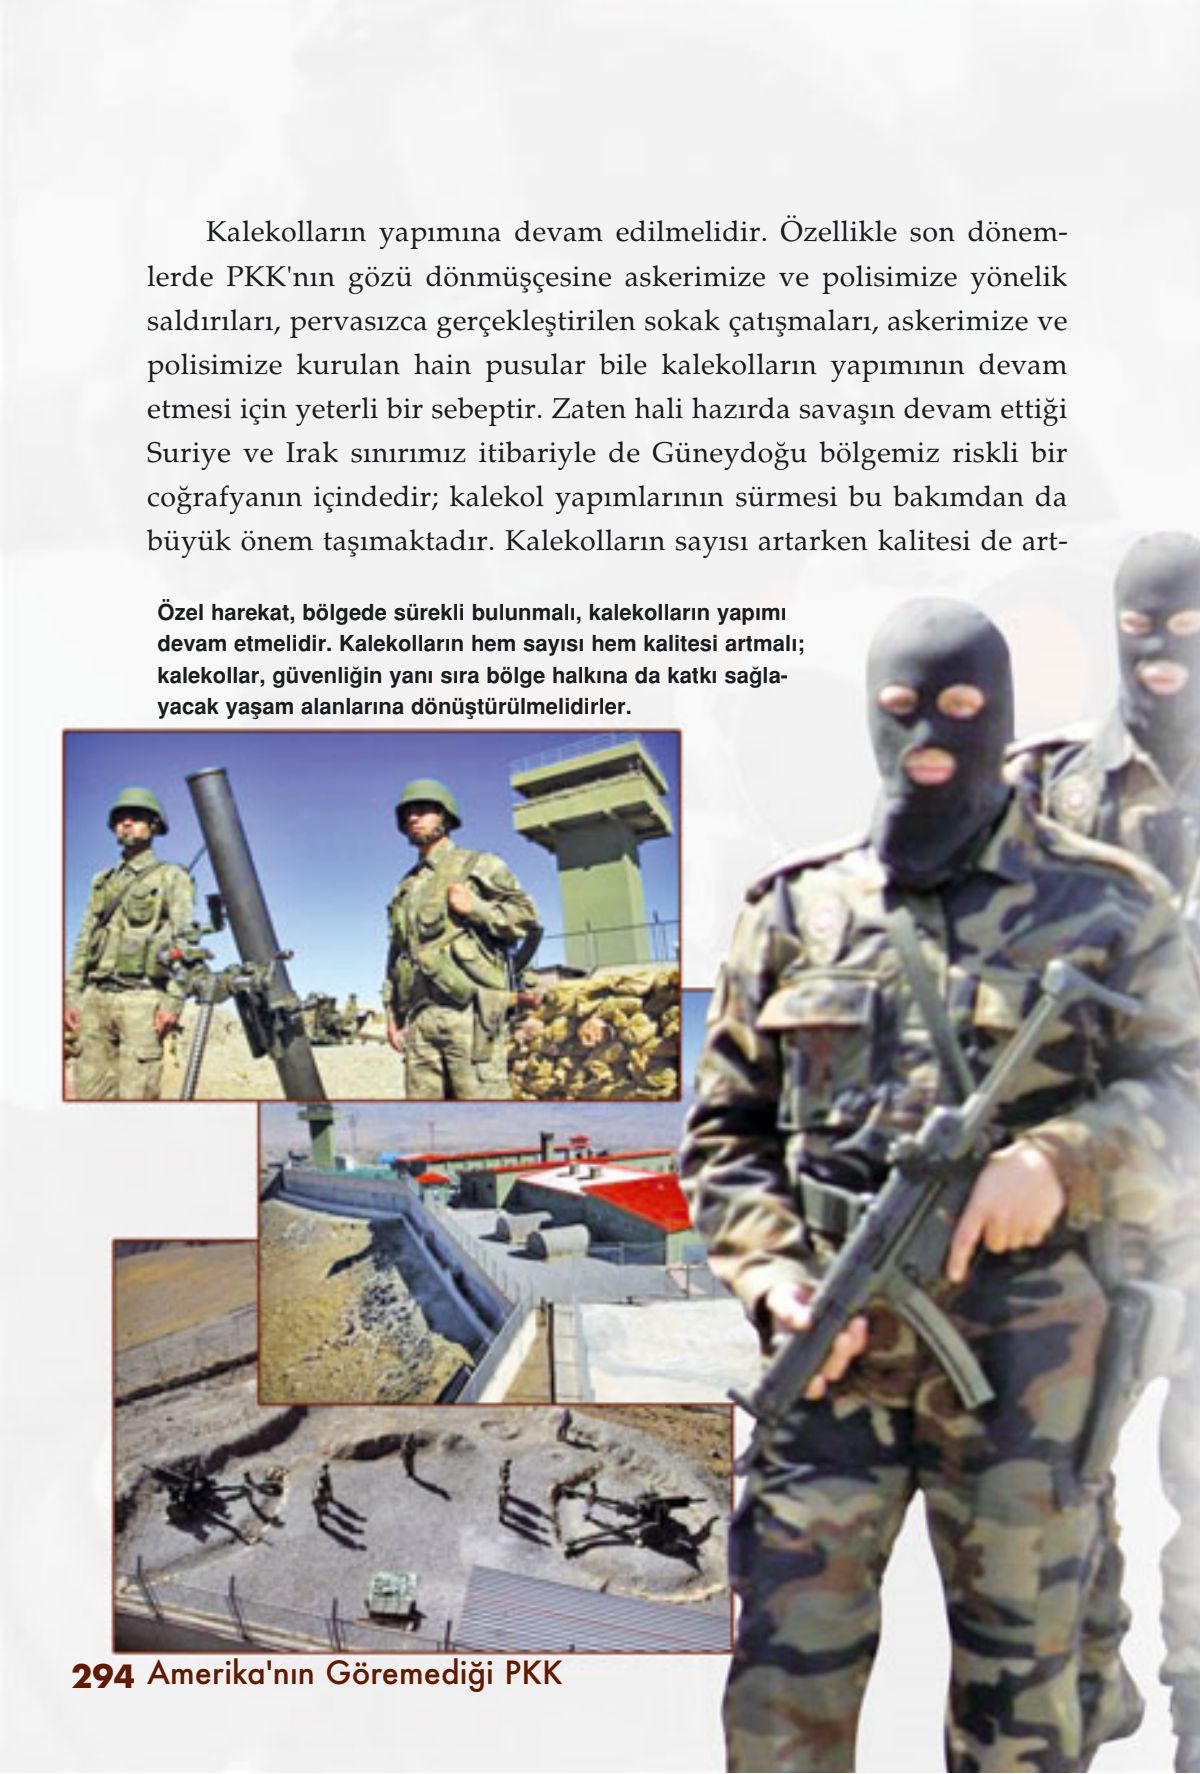 Kalekolların yapımına devam edilmelidir. Özellikle son dönem-
lerde PKK'nın gözü dönmüşçesine askerimize ve polisimize yönelik
saldırıları, pervasızca gerçekleştirilen sokak çatışmaları, askerimize ve
polisimize kurulan hain pusular bile kalekolların yapımının devam
etmesi için yeterli bir sebeptir. Zaten hali hazırda savaşın devam ettiği
Suriye ve Irak sınırımız itibariyle de Güneydoğu bölgemiz riskli bir
coğrafyanın içindedir; kalekol yapımlarının sürmesi bu bakımdan da
büyük önem taşımaktadır. Kalekolların sayısı artarken kalitesi de art-
Özel harekat, bölgede sürekli bulunmalı, kalekolların yapımı
devam etmelidir. Kalekolların hem sayısı hem kalitesi artmalı;
kalekollar, güvenliğin yanı sıra bölge halkına da katkı sağla-
yacak yaşam alanlarına dönüştürülmelidirler.
294 Amerika'nın Göremediği PKK